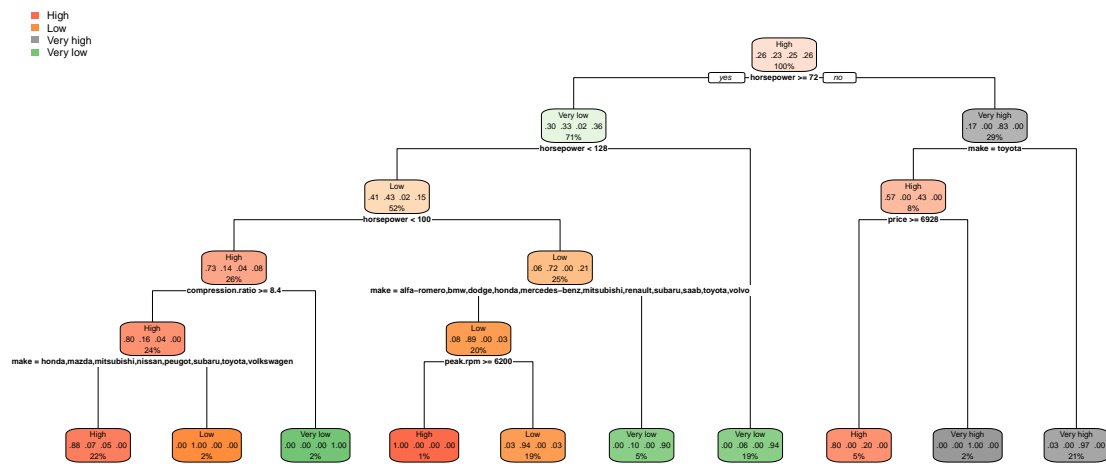 High
Low
Very high
Very low
High
.26 .23 .25 .26
100%
yes horsepower >= 72 no
Very low
.30 .33 .02 .36
71%
horsepower < 128
Very high
.17 .00 .83 .00
29%
make = toyota
Low
.41 .43 .02 .15
52%
horsepower < 100
High
.57 .00 .43 .00
8%
price >= 6928
High
.73 .14 .04 .08
26%
compression.ratio >= 8.4
Low
.06 .72 .00 .21
25%
make = alfa−romero,bmw,dodge,honda,mercedes−benz,mitsubishi,renault,subaru,saab,toyota,volvo
High
.80 .16 .04 .00
24%
make = honda,mazda,mitsubishi,nissan,peugot,subaru,toyota,volkswagen
Low
.08 .89 .00 .03
20%
peak.rpm >= 6200
High
.88 .07 .05 .00
22%
Low
.00 1.00 .00 .00
2%
Very low
.00 .00 .00 1.00
2%
High
1.00 .00 .00 .00
1%
Low
.03 .94 .00 .03
19%
Very low
.00 .10 .00 .90
5%
Very low
.00 .06 .00 .94
19%
High
.80 .00 .20 .00
5%
Very high
.00 .00 1.00 .00
2%
Very high
.03 .00 .97 .00
21%